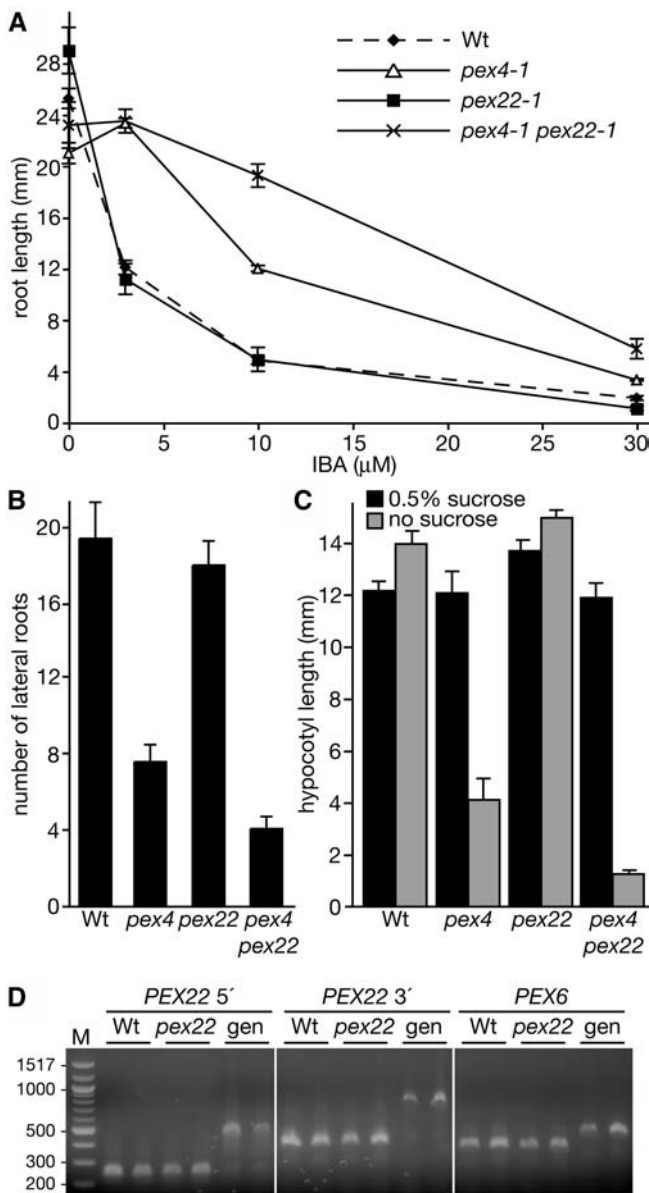 A
Wt
pex4-1
pex22-1
pex4-1 pex22-1
28
24
20
16
12
8
4
0
root length (mm)
0 5 10 15 20 25 30
IBA (µM)
B
20
16
12
8
4
0
number of lateral roots
Wt pex4 pex22 pex4 pex22
C
0.5% sucrose
no sucrose
14
12
10
8
6
4
2
0
hypocotyl length (mm)
Wt pex4 pex22 pex4 pex22
D
PEX22 5´ PEX22 3´ PEX6
M Wt pex22 gen Wt pex22 gen Wt pex22 gen
1517
1000
500
300
200